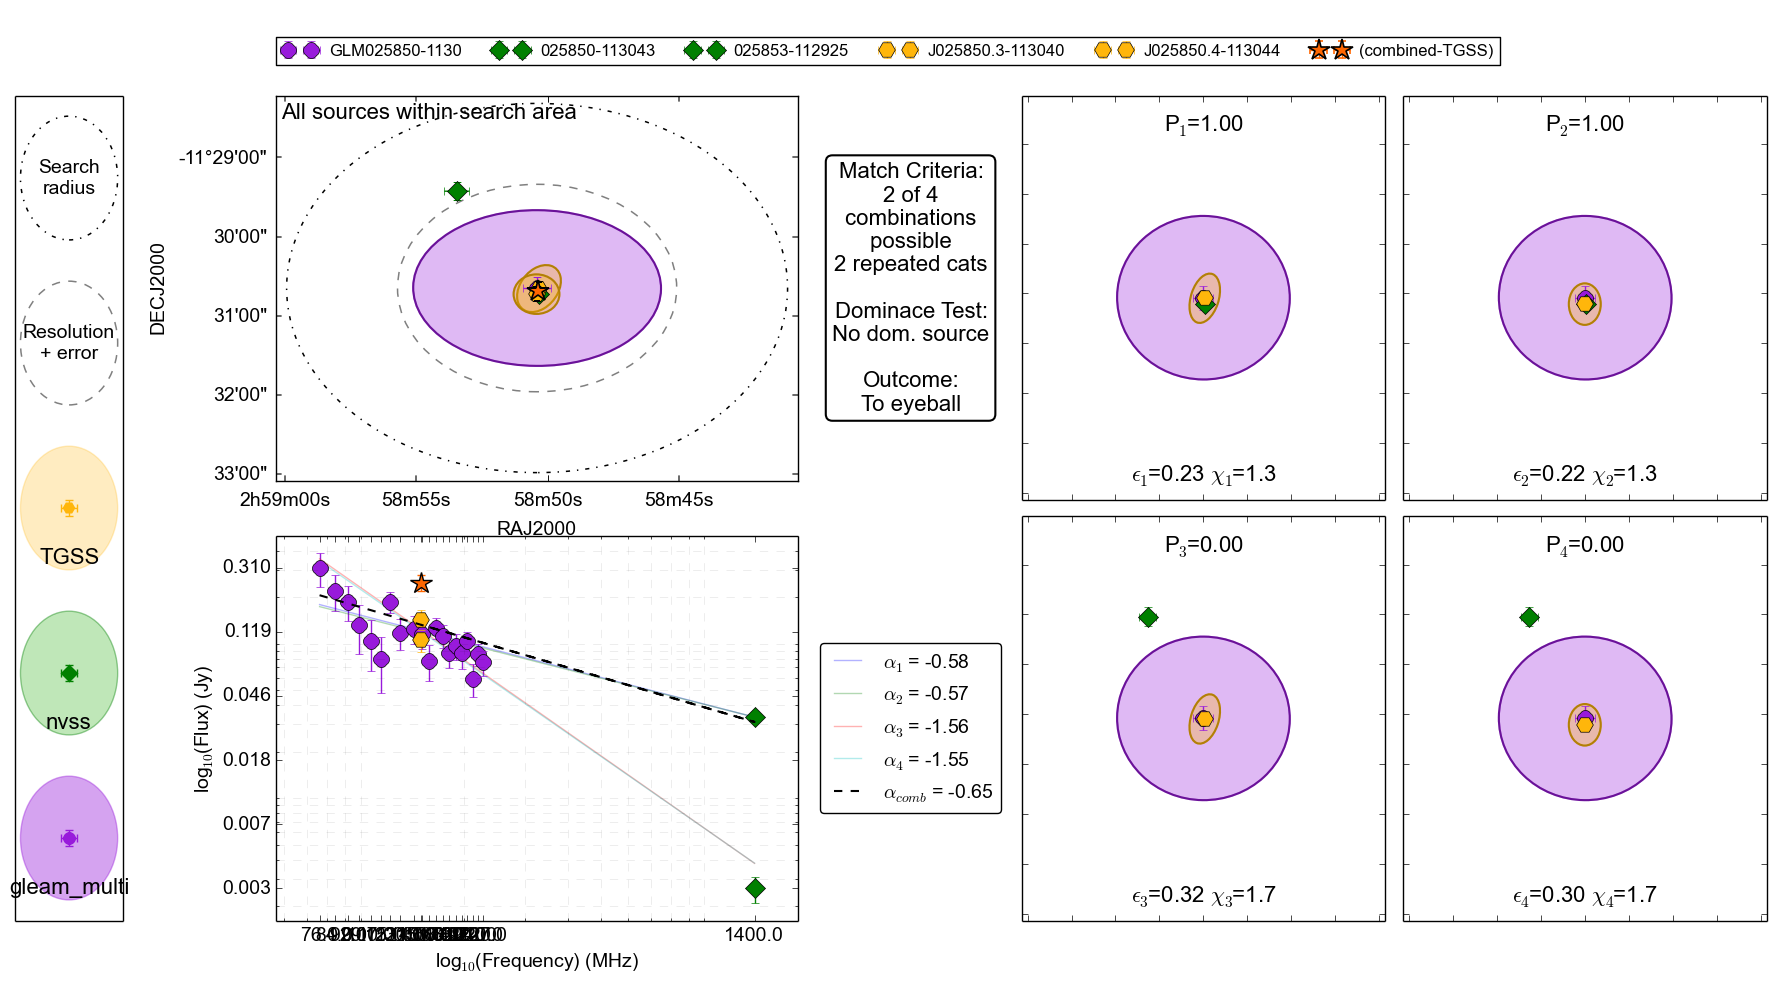 GLM025850-1130 025850-113043 025853-112925 J025850.3-113040 J025850.4-113044 (combined-TGSS)
Search
radius
Resolution
+ error
TGSS
nvss
gleam_multi
All sources within search area
DECJ2000
-11°29'00"
30'00"
31'00"
32'00"
33'00"
2h59m00s 58m55s 58m50s 58m45s
RAJ2000
Match Criteria:
2 of 4
combinations
possible
2 repeated cats
Dominace Test:
No dom. source
Outcome:
To eyeball
P1=1.00
ϵ1=0.23 χ1=1.3
P2=1.00
ϵ2=0.22 χ2=1.3
P3=0.00
ϵ3=0.32 χ3=1.7
P4=0.00
ϵ4=0.30 χ4=1.7
log10(Flux) (Jy)
0.310
0.119
0.046
0.018
0.007
0.003
1400.0
log10(Frequency) (MHz)
α1 = -0.58
α2 = -0.57
α3 = -1.56
α4 = -1.55
αcomb = -0.65